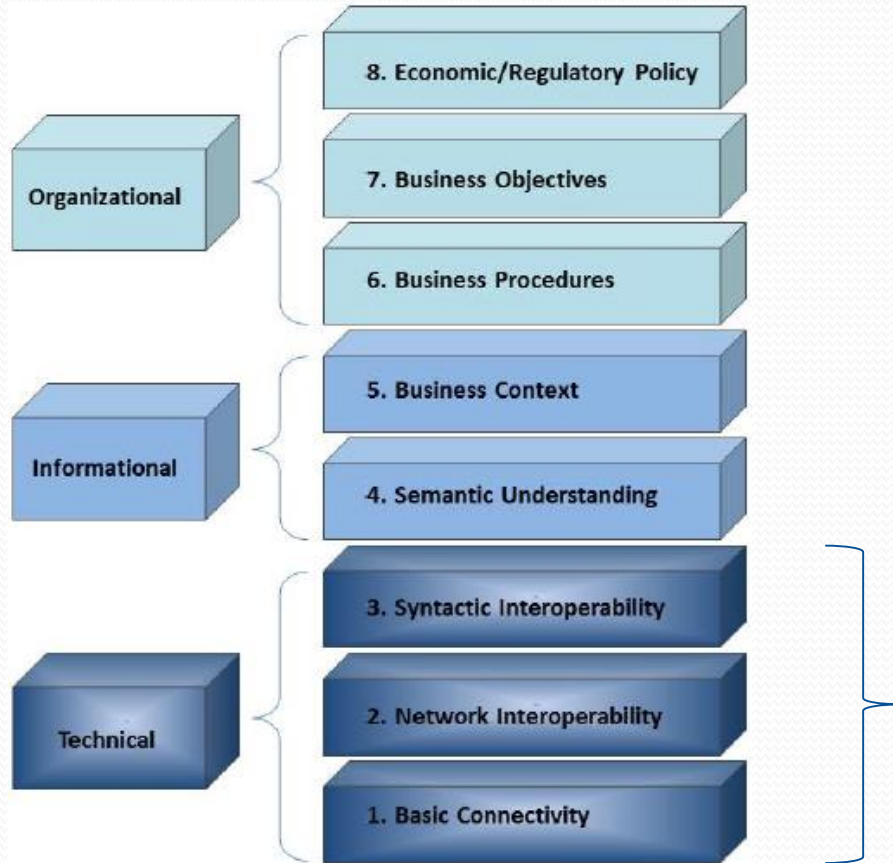 8. Economic/Regulatory Policy
7. Business Objectives
Organizational
6. Business Procedures
5. Business Context
Informational
4. Semantic Understanding
3. Syntactic Interoperability
2. Network Interoperability
Technical
1. Basic Connectivity